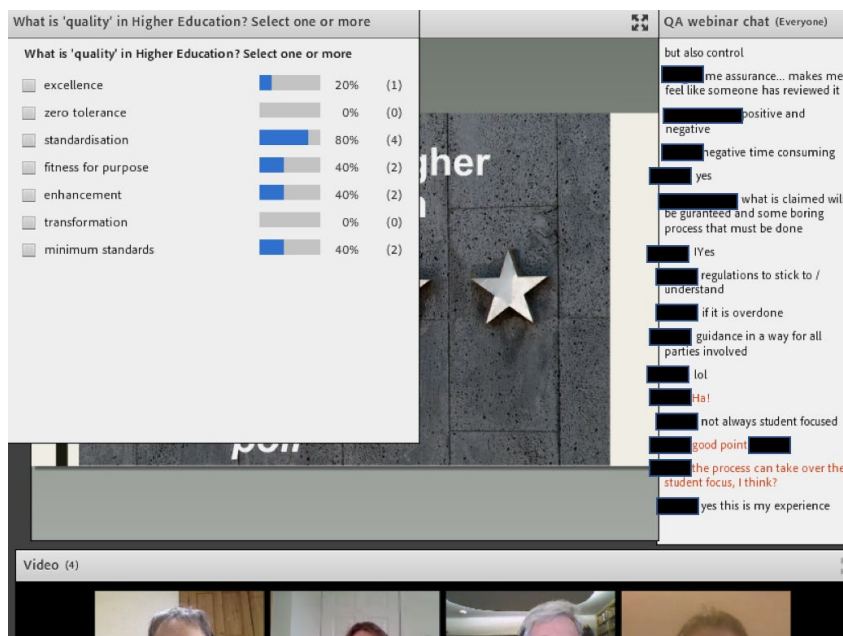 What is 'quality' in Higher Education? Select one or more
What is 'quality' in Higher Education? Select one or more
excellence 20% (1)
zero tolerance 0% (0)
standardisation 80% (4)
fitness for purpose 40% (2)
enhancement 40% (2)
transformation 0% (0)
minimum standards 40% (2)
gher
poll
QA webinar chat (Everyone)
but also control
me assurance... makes me
feel like someone has reviewed it
positive and
negative
negative time consuming
yes
what is claimed will
be guranteed and some boring
process that must be done
IYes
regulations to stick to /
understand
if it is overdone
guidance in a way for all
parties involved
lol
Ha!
not always student focused
good point
the process can take over the
student focus, I think?
yes this is my experience
Video (4)